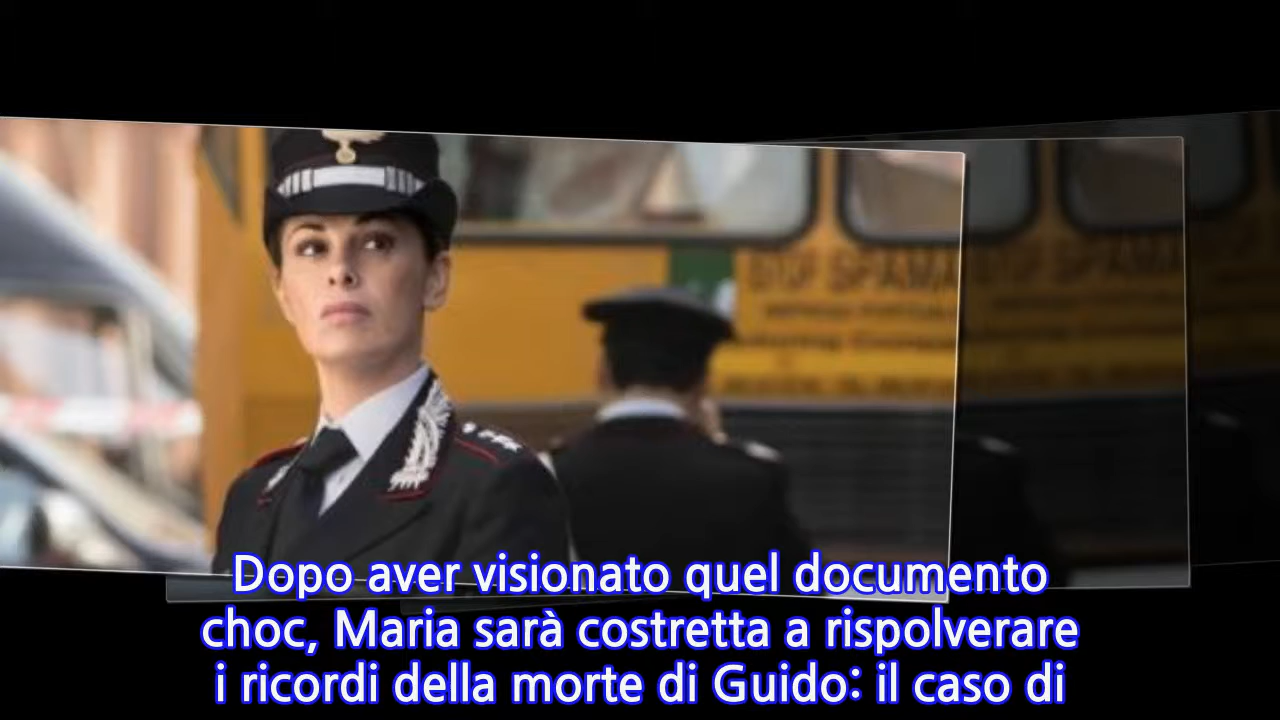 Dopo aver visionato quel documento
choc, Maria sarà costretta a rispolverare
i ricordi della morte di Guido: il caso di